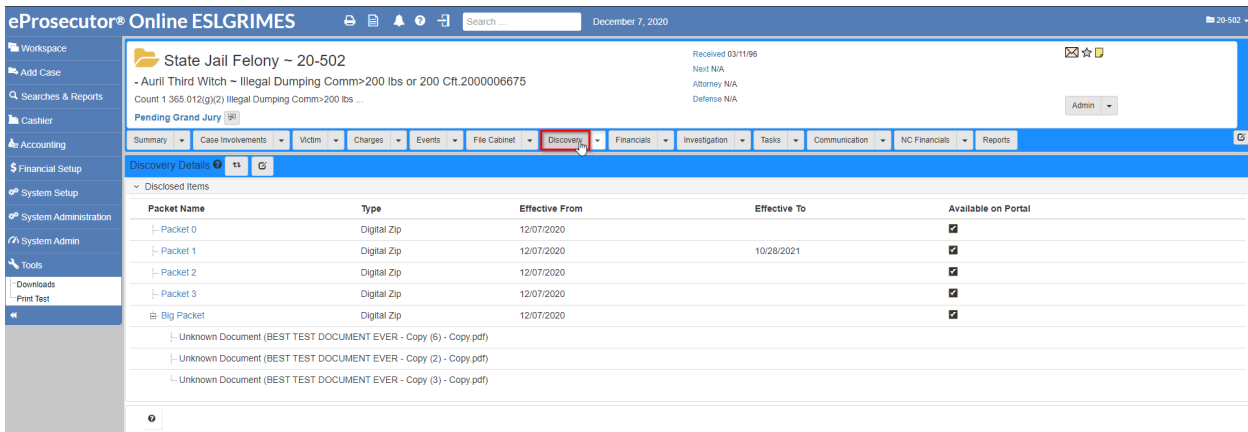 eProsecutor® Online ESLGRIMES
Search ...
December 7, 2020
20-502
Workspace
Add Case
Searches & Reports
Cashier
Accounting
Financial Setup
System Setup
System Administration
System Admin
Tools
Downloads
Print Test
State Jail Felony ~ 20-502
- Auril Third Witch ~ Illegal Dumping Comm>200 lbs or 200 Cft.2000006675
Count 1 365.012(g)(2) Illegal Dumping Comm>200 lbs ...
Pending Grand Jury
Received 03/11/96
Next N/A
Attorney N/A
Defense N/A
Admin
Summary Case Involvements Victim Charges Events File Cabinet Discovery Financials Investigation Tasks Communication NC Financials Reports
Discovery Details
Disclosed Items
Packet Name Type Effective From Effective To Available on Portal
Packet 0 Digital Zip 12/07/2020
Packet 1 Digital Zip 12/07/2020 10/28/2021
Packet 2 Digital Zip 12/07/2020
Packet 3 Digital Zip 12/07/2020
Big Packet Digital Zip 12/07/2020
Unknown Document (BEST TEST DOCUMENT EVER - Copy (6) - Copy.pdf)
Unknown Document (BEST TEST DOCUMENT EVER - Copy (2) - Copy.pdf)
Unknown Document (BEST TEST DOCUMENT EVER - Copy (3) - Copy.pdf)